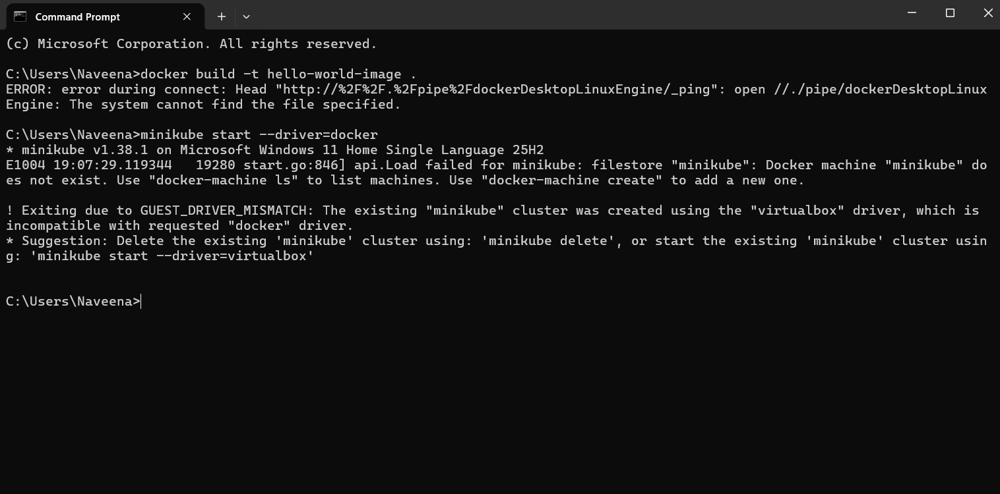 Command Prompt
(c) Microsoft Corporation. All rights reserved.
C:\Users\Naveena>docker build -t hello-world-image .
ERROR: error during connect: Head "http://%2F%2F.%2Fpipe%2FdockerDesktopLinuxEngine/_ping": open //./pipe/dockerDesktopLinux
Engine: The system cannot find the file specified.
C:\Users\Naveena>minikube start --driver=docker
* minikube v1.38.1 on Microsoft Windows 11 Home Single Language 25H2
E1004 19:07:29.119344   19280 start.go:846] api.Load failed for minikube: filestore "minikube": Docker machine "minikube" do
es not exist. Use "docker-machine ls" to list machines. Use "docker-machine create" to add a new one.
! Exiting due to GUEST_DRIVER_MISMATCH: The existing "minikube" cluster was created using the "virtualbox" driver, which is
incompatible with requested "docker" driver.
* Suggestion: Delete the existing 'minikube' cluster using: 'minikube delete', or start the existing 'minikube' cluster usin
g: 'minikube start --driver=virtualbox'
C:\Users\Naveena>